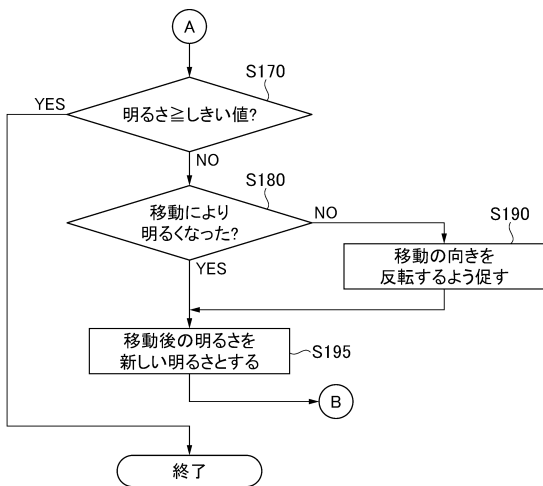 A
S170
YES
明るさ≧しきい値?
NO
S180
移動により
明るくなった?
NO
S190
移動の向きを
反転するよう促す
YES
移動後の明るさを
新しい明るさとする
S195
B
終了